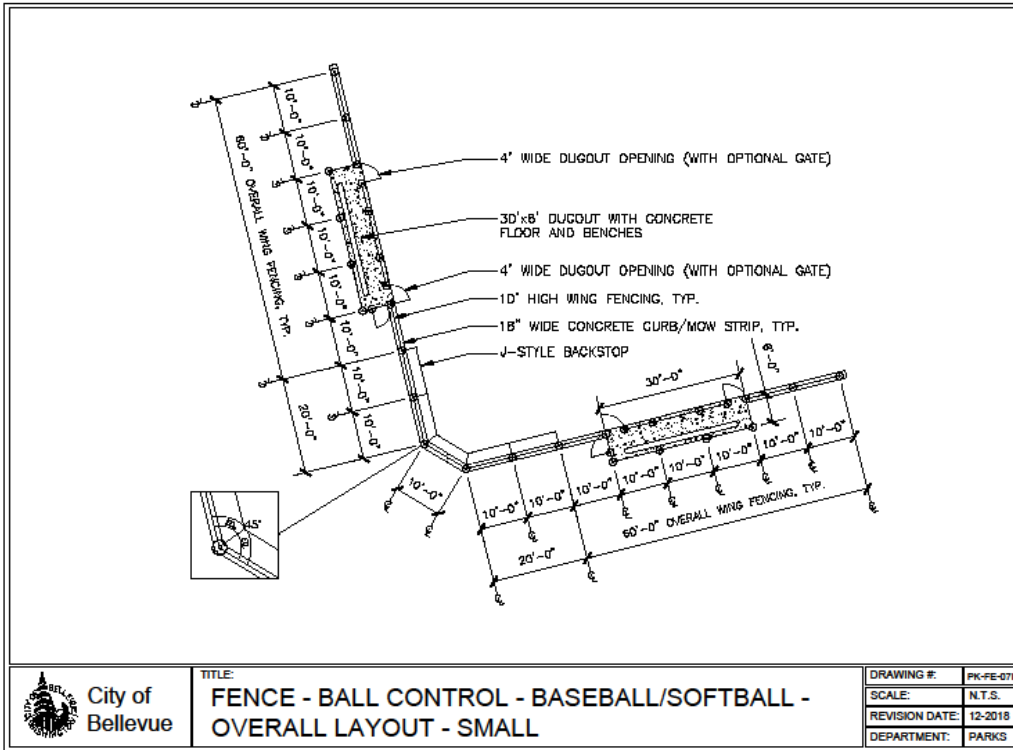 10'-0"
10'-0"
10'-0"
10'-0"
10'-0"
10'-0"
10'-0"
10'-0"
60'-0" OVERALL WING FENCING, TYP.
20'-0"
4' WIDE DUGOUT OPENING (WITH OPTIONAL GATE)
30'x6' DUGOUT WITH CONCRETE
FLOOR AND BENCHES
4' WIDE DUGOUT OPENING (WITH OPTIONAL GATE)
10' HIGH WING FENCING, TYP.
18" WIDE CONCRETE CURB/MOW STRIP, TYP.
J-STYLE BACKSTOP
30'-0"
6'-0"
10'-0"
10'-0"
10'-0"
10'-0"
10'-0"
10'-0"
10'-0"
10'-0"
10'-0"
60'-0" OVERALL WING FENCING, TYP.
20'-0"
45°
City of
Bellevue
TITLE:
FENCE - BALL CONTROL - BASEBALL/SOFTBALL -
OVERALL LAYOUT - SMALL
DRAWING #:
SCALE: N.T.S.
REVISION DATE: 12-2018
DEPARTMENT: PARKS